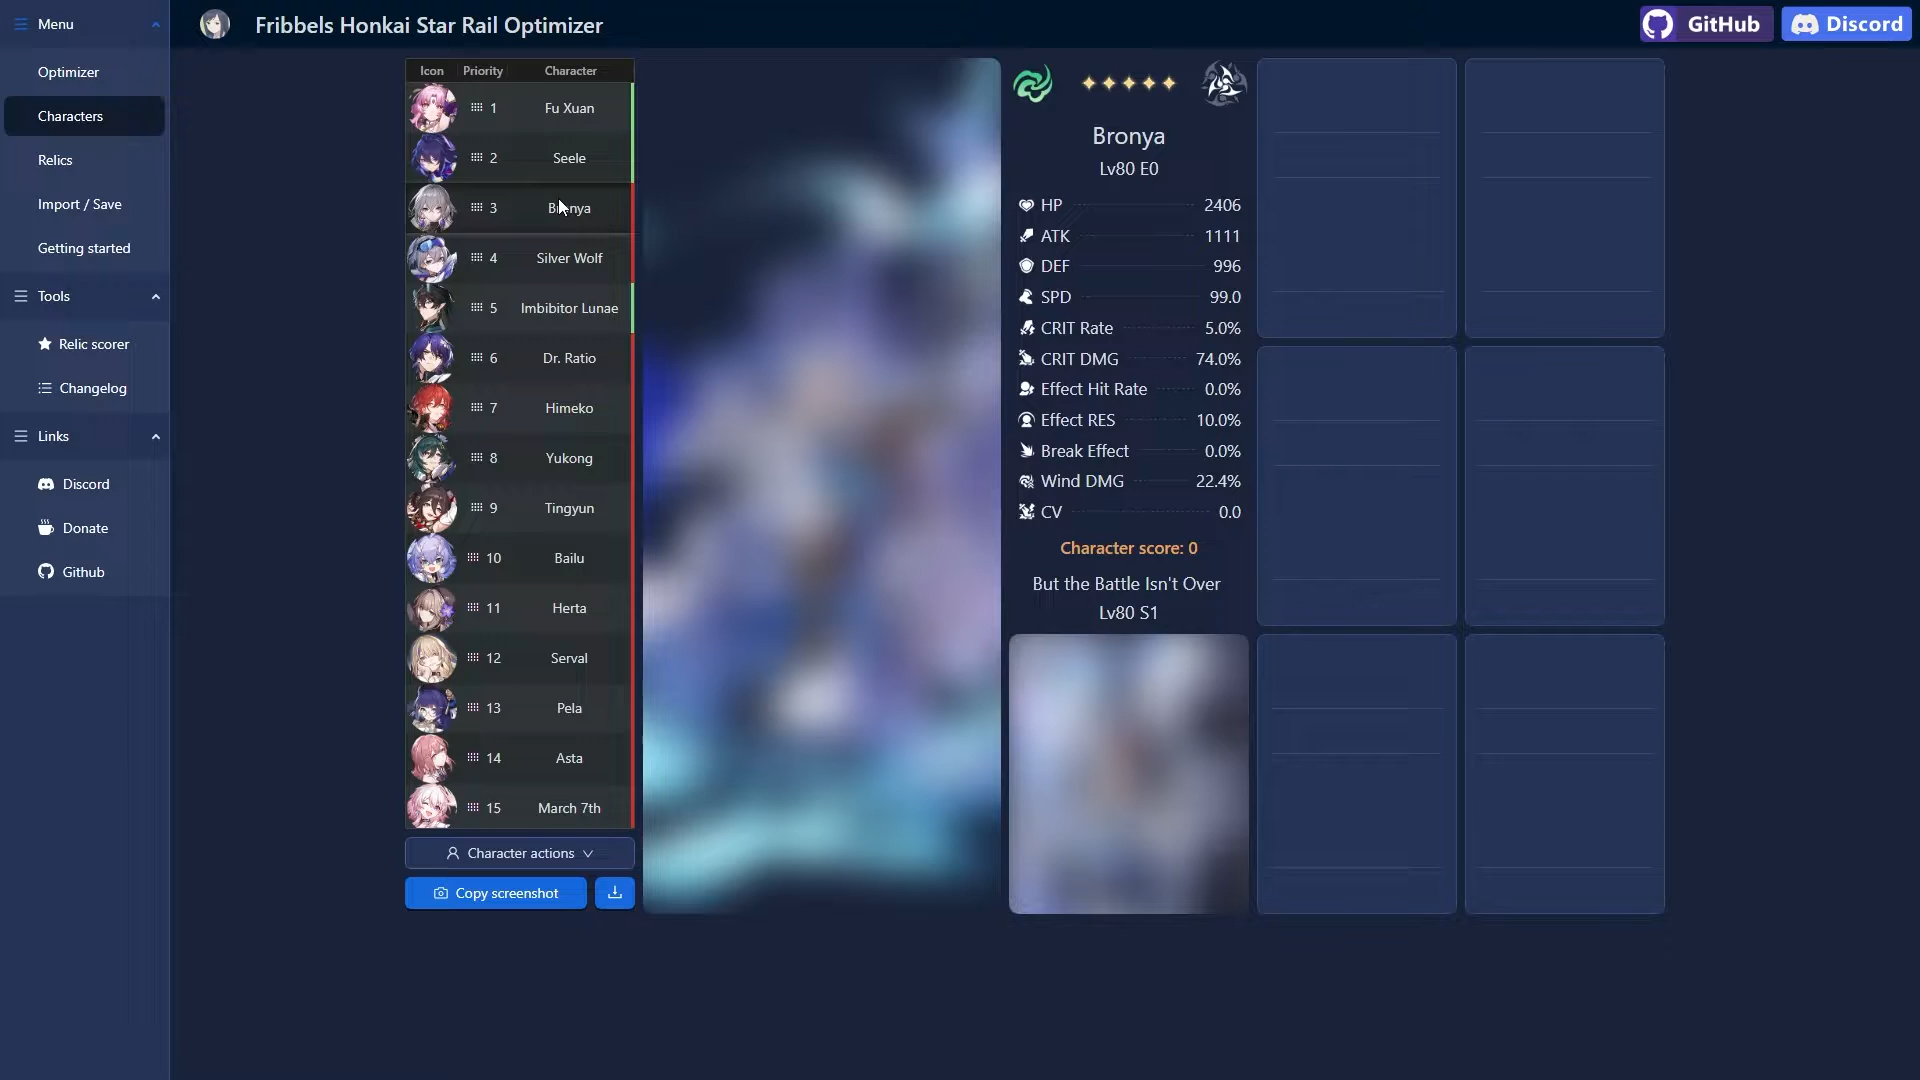 Menu
Optimizer
Characters
Relics
Import / Save
Getting started
Tools
Relic scorer
Changelog
Links
Discord
Donate
Github
Fribbels Honkai Star Rail Optimizer
GitHub
Discord
Icon Priority Character
1 Fu Xuan
2 Seele
3 Bronya
4 Silver Wolf
5 Imbibitor Lunae
6 Dr. Ratio
7 Himeko
8 Yukong
9 Tingyun
10 Bailu
11 Herta
12 Serval
13 Pela
14 Asta
15 March 7th
Character actions
Copy screenshot
Bronya
Lv80 E0
HP 2406
ATK 1111
DEF 996
SPD 99.0
CRIT Rate 5.0%
CRIT DMG 74.0%
Effect Hit Rate 0.0%
Effect RES 10.0%
Break Effect 0.0%
Wind DMG 22.4%
CV 0.0
Character score: 0
But the Battle Isn't Over
Lv80 S1